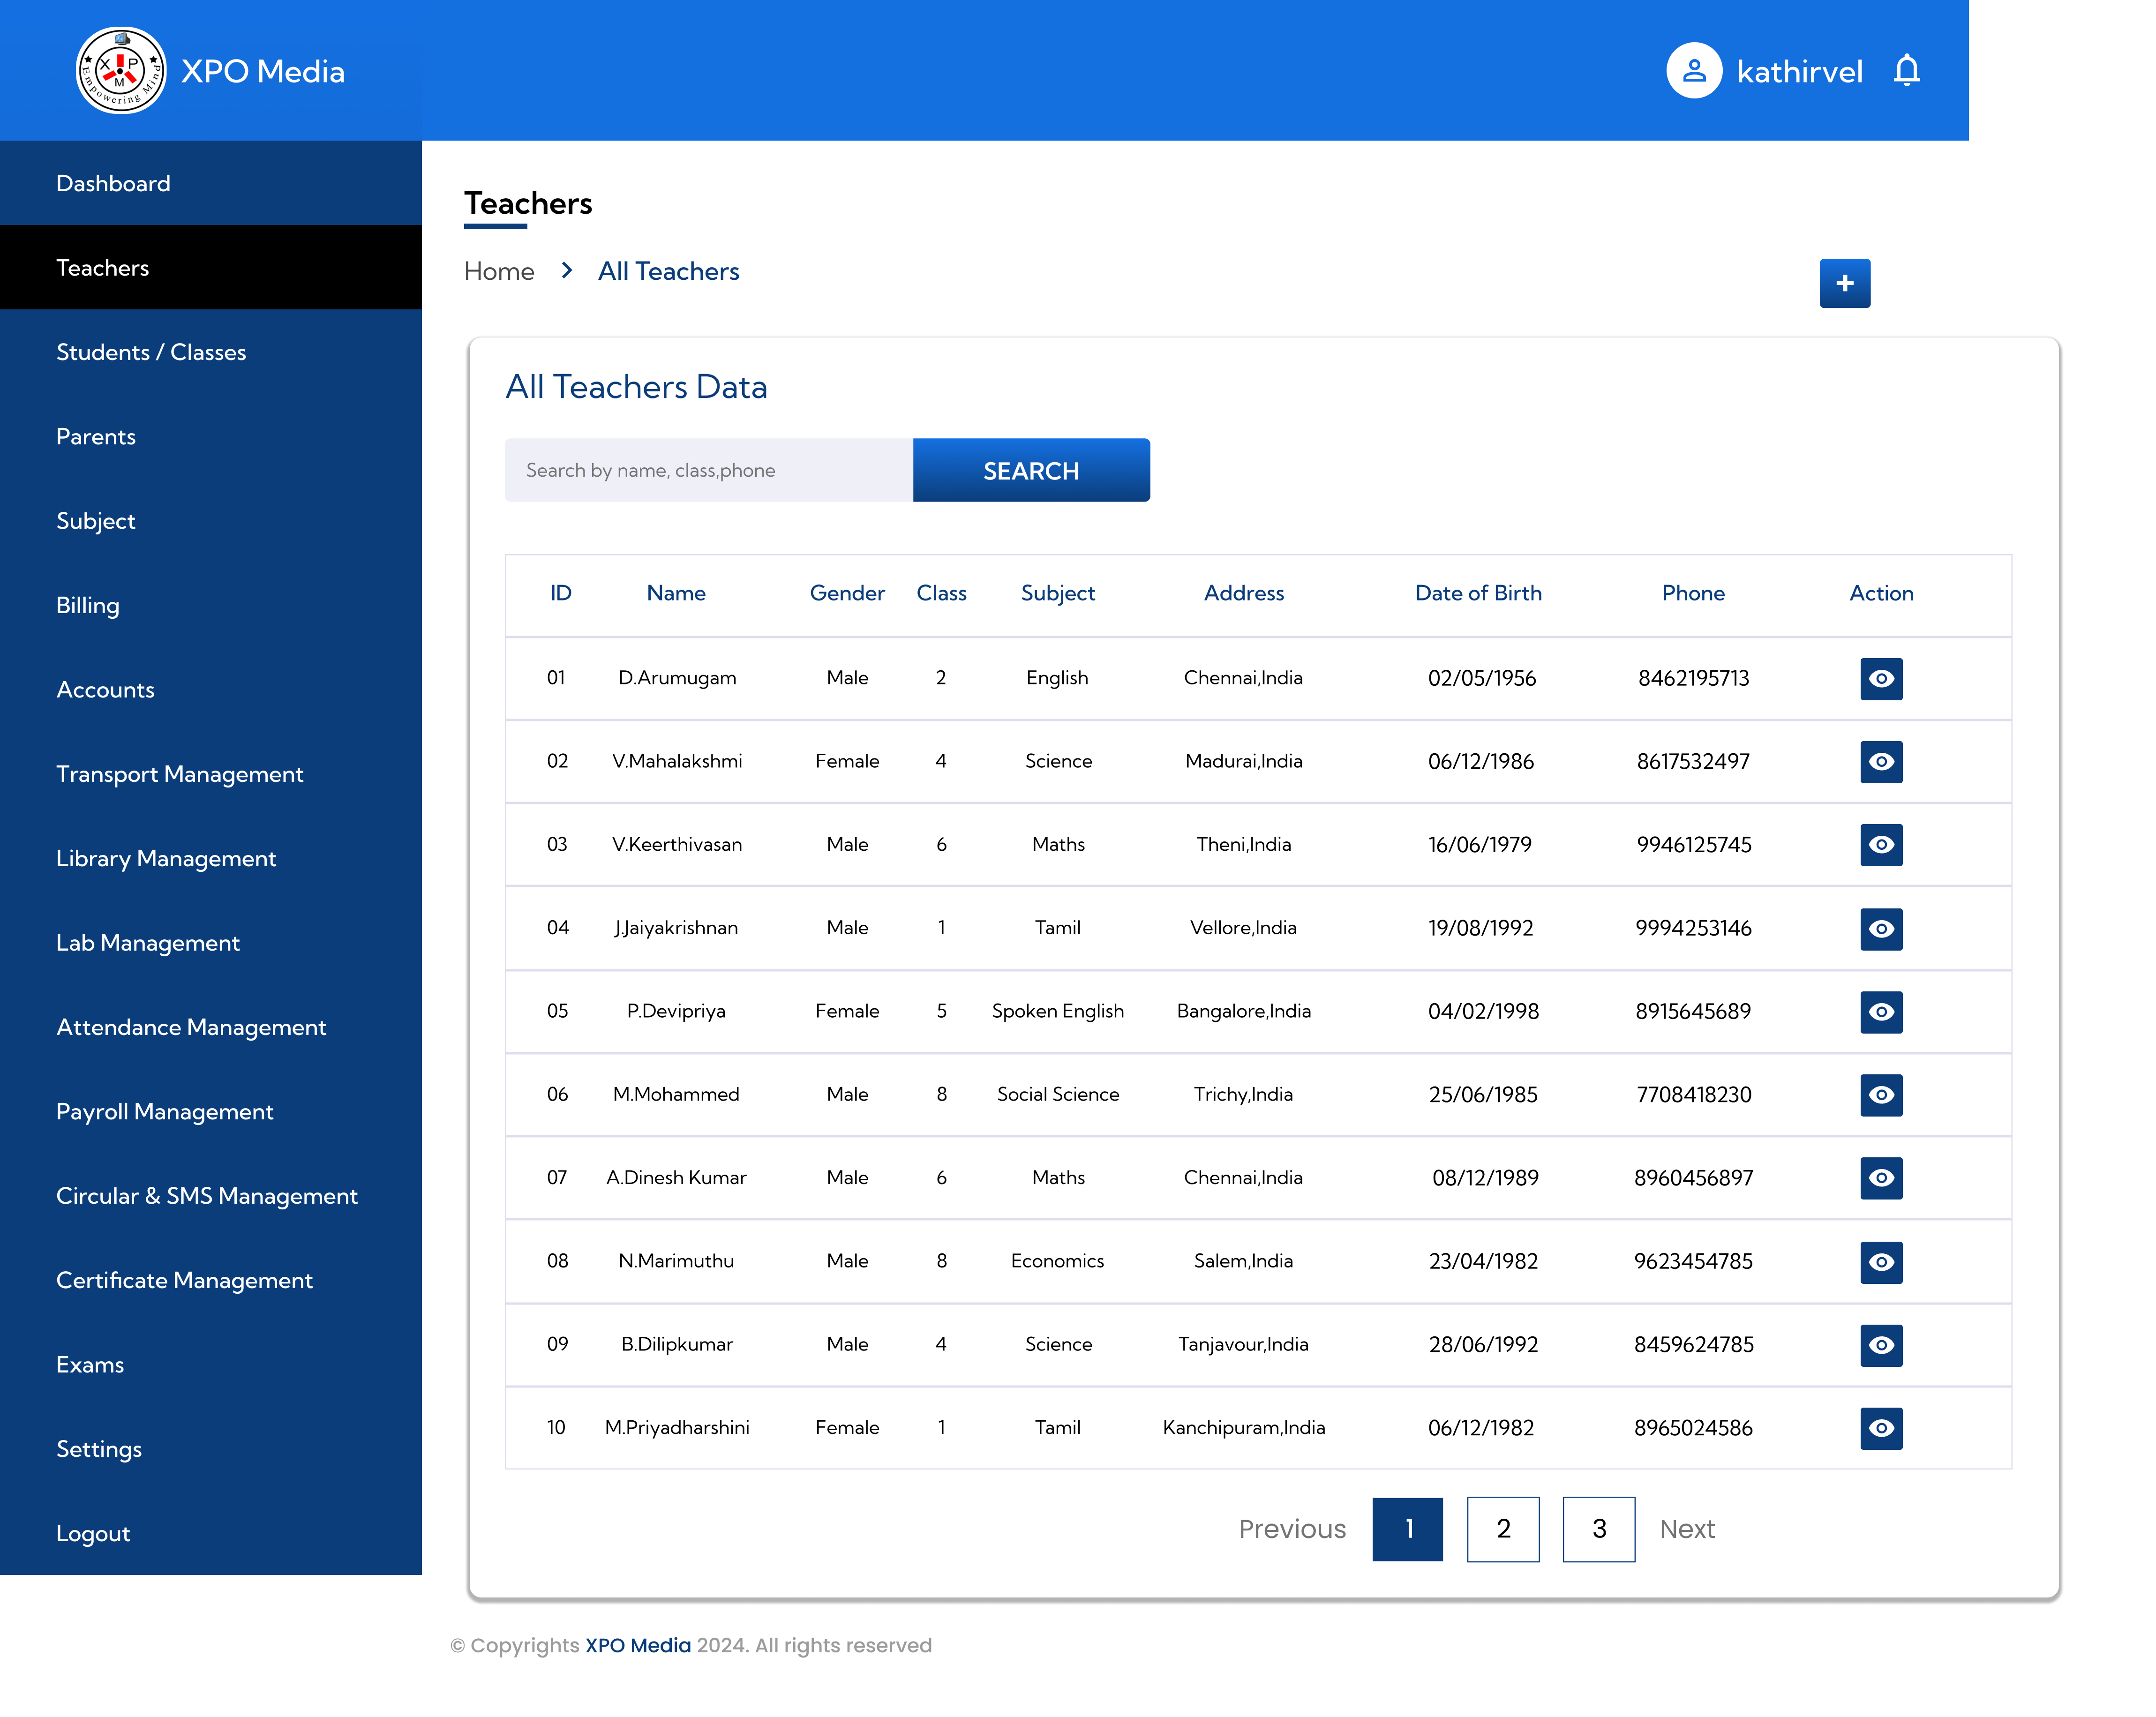 X P M
Empowering Mind
XPO Media
kathirvel
Dashboard
Teachers
Students / Classes
Parents
Subject
Billing
Accounts
Transport Management
Library Management
Lab Management
Attendance Management
Payroll Management
Circular & SMS Management
Certificate Management
Exams
Settings
Logout
Teachers
Home > All Teachers
+
All Teachers Data
Search by name, class,phone SEARCH
ID Name Gender Class Subject Address Date of Birth Phone Action
01 D.Arumugam Male 2 English Chennai,India 02/05/1956 8462195713
02 V.Mahalakshmi Female 4 Science Madurai,India 06/12/1986 8617532497
03 V.Keerthivasan Male 6 Maths Theni,India 16/06/1979 9946125745
04 J.Jaiyakrishnan Male 1 Tamil Vellore,India 19/08/1992 9994253146
05 P.Devipriya Female 5 Spoken English Bangalore,India 04/02/1998 8915645689
06 M.Mohammed Male 8 Social Science Trichy,India 25/06/1985 7708418230
07 A.Dinesh Kumar Male 6 Maths Chennai,India 08/12/1989 8960456897
08 N.Marimuthu Male 8 Economics Salem,India 23/04/1982 9623454785
09 B.Dilipkumar Male 4 Science Tanjavour,India 28/06/1992 8459624785
10 M.Priyadharshini Female 1 Tamil Kanchipuram,India 06/12/1982 8965024586
Previous 1 2 3 Next
© Copyrights XPO Media 2024. All rights reserved